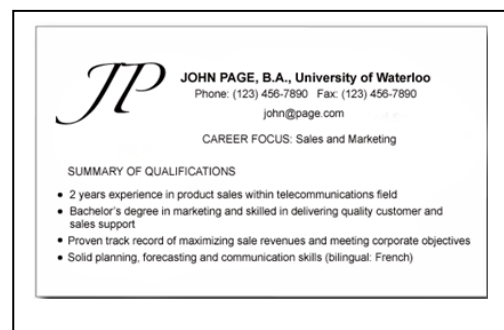 JP
JOHN PAGE, B.A., University of Waterloo
Phone: (123) 456-7890 Fax: (123) 456-7890
john@page.com
CAREER FOCUS: Sales and Marketing
SUMMARY OF QUALIFICATIONS
• 2 years experience in product sales within telecommunications field
• Bachelor's degree in marketing and skilled in delivering quality customer and
sales support
• Proven track record of maximizing sale revenues and meeting corporate objectives
• Solid planning, forecasting and communication skills (bilingual: French)